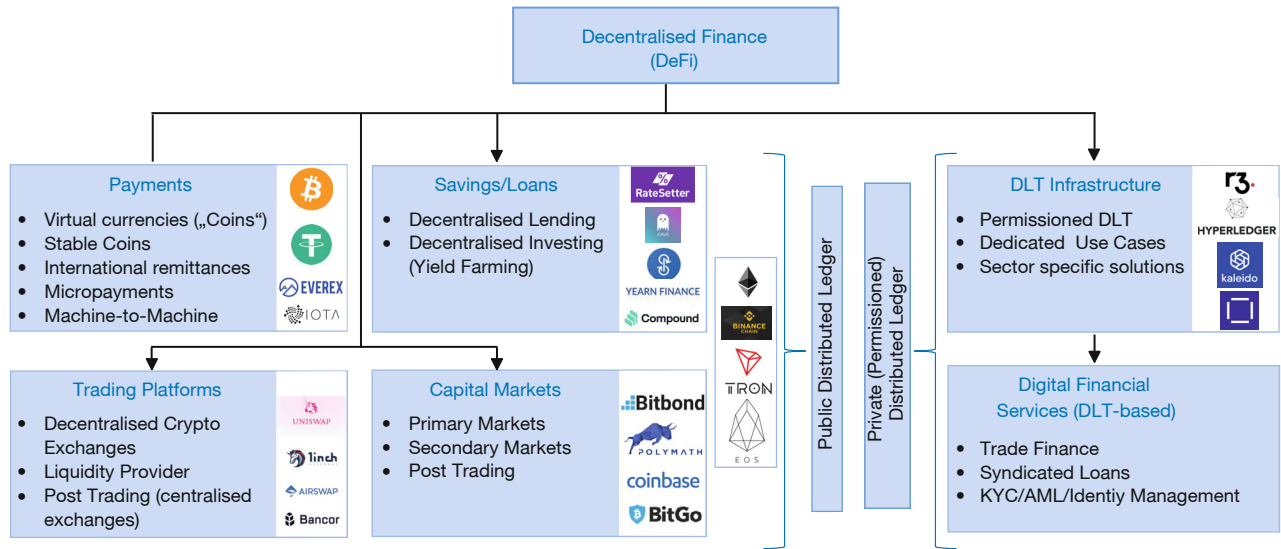 Decentralised Finance
(DeFi)
Payments
• Virtual currencies („Coins“)
• Stable Coins
• International remittances
• Micropayments
• Machine-to-Machine
EVEREX
IOTA
Savings/Loans
• Decentralised Lending
• Decentralised Investing
(Yield Farming)
RateSetter
YEARN FINANCE
Compound
Trading Platforms
• Decentralised Crypto
Exchanges
• Liquidity Provider
• Post Trading (centralised
exchanges)
UNISWAP
1inch
AIRSWAP
Bancor
Capital Markets
• Primary Markets
• Secondary Markets
• Post Trading
Bitbond
POLYMATH
coinbase
BitGo
BINANCE
CHAIN
TRON
EOS
Public Distributed Ledger
Private (Permissioned)
Distributed Ledger
DLT Infrastructure
• Permissioned DLT
• Dedicated Use Cases
• Sector specific solutions
r3.
HYPERLEDGER
kaleido
Digital Financial
Services (DLT-based)
• Trade Finance
• Syndicated Loans
• KYC/AML/Identiy Management